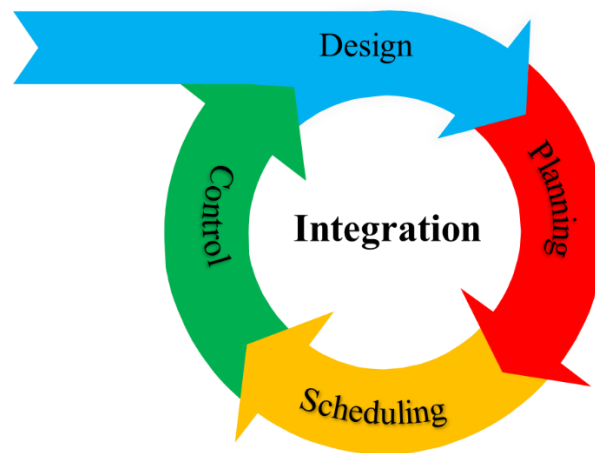 Design
Planning
Integration
Control
Scheduling